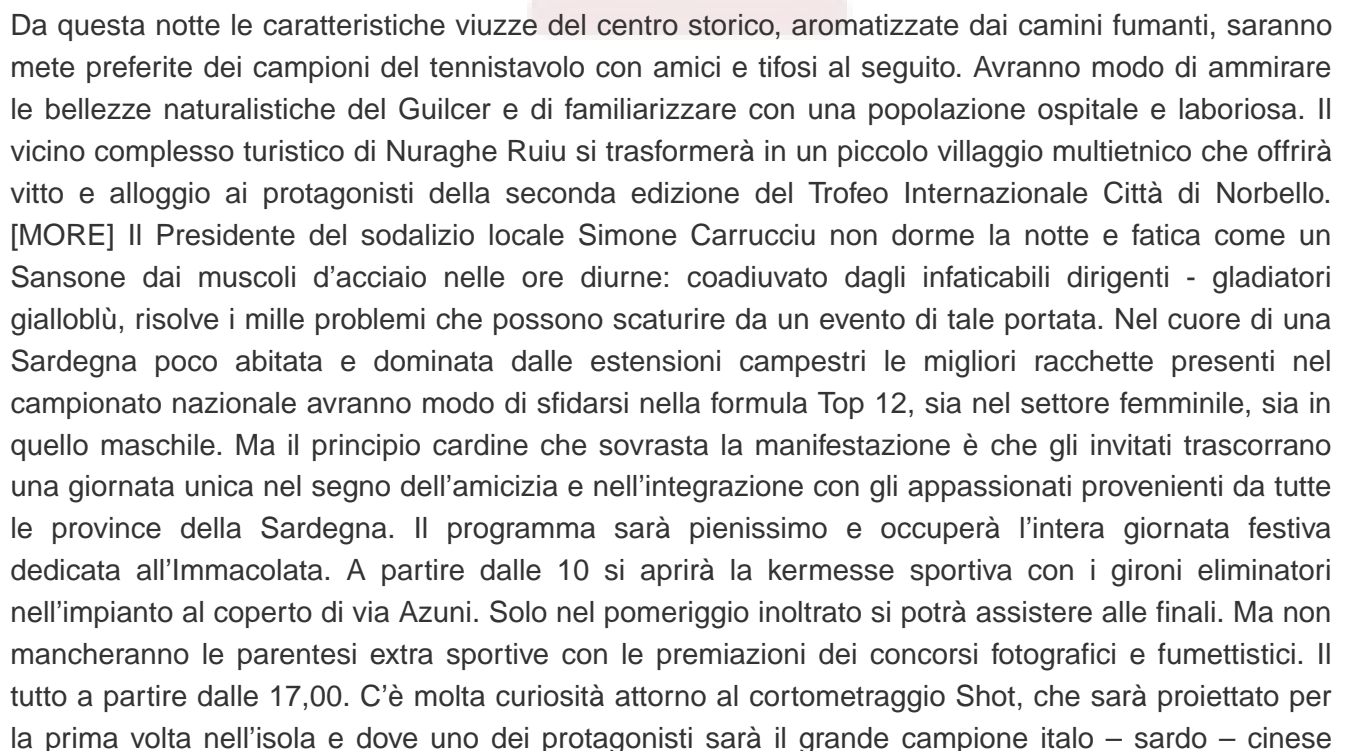 Da questa notte le caratteristiche viuzze del centro storico, aromatizzate dai camini fumanti, saranno
mete preferite dei campioni del tennistavolo con amici e tifosi al seguito. Avranno modo di ammirare
le bellezze naturalistiche del Guilcer e di familiarizzare con una popolazione ospitale e laboriosa. Il
vicino complesso turistico di Nuraghe Ruiu si trasformerà in un piccolo villaggio multietnico che offrirà
vitto e alloggio ai protagonisti della seconda edizione del Trofeo Internazionale Città di Norbello.
[MORE] Il Presidente del sodalizio locale Simone Carrucciu non dorme la notte e fatica come un
Sansone dai muscoli d’acciaio nelle ore diurne: coadiuvato dagli infaticabili dirigenti - gladiatori
gialloblù, risolve i mille problemi che possono scaturire da un evento di tale portata. Nel cuore di una
Sardegna poco abitata e dominata dalle estensioni campestri le migliori racchette presenti nel
campionato nazionale avranno modo di sfidarsi nella formula Top 12, sia nel settore femminile, sia in
quello maschile. Ma il principio cardine che sovrasta la manifestazione è che gli invitati trascorrano
una giornata unica nel segno dell’amicizia e nell’integrazione con gli appassionati provenienti da tutte
le province della Sardegna. Il programma sarà pienissimo e occuperà l’intera giornata festiva
dedicata all’Immacolata. A partire dalle 10 si aprirà la kermesse sportiva con i gironi eliminatori
nell’impianto al coperto di via Azuni. Solo nel pomeriggio inoltrato si potrà assistere alle finali. Ma non
mancheranno le parentesi extra sportive con le premiazioni dei concorsi fotografici e fumettistici. Il
tutto a partire dalle 17,00. C’è molta curiosità attorno al cortometraggio Shot, che sarà proiettato per
la prima volta nell’isola e dove uno dei protagonisti sarà il grande campione italo – sardo – cinese